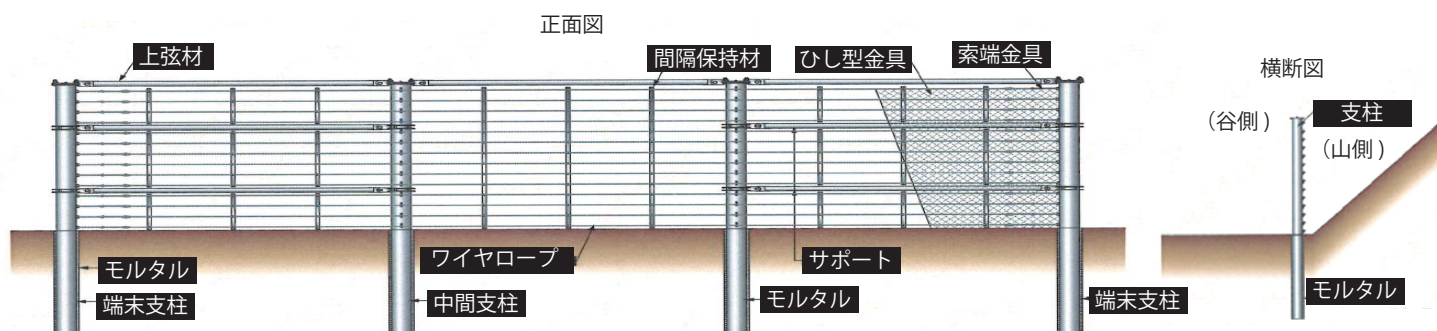 正面図
上弦材
間隔保持材
ひし型金具
索端金具
ワイヤロープ
サポート
モルタル
端末支柱
中間支柱
モルタル
端末支柱
横断図
（谷側 )
支柱
（山側 )
モルタル